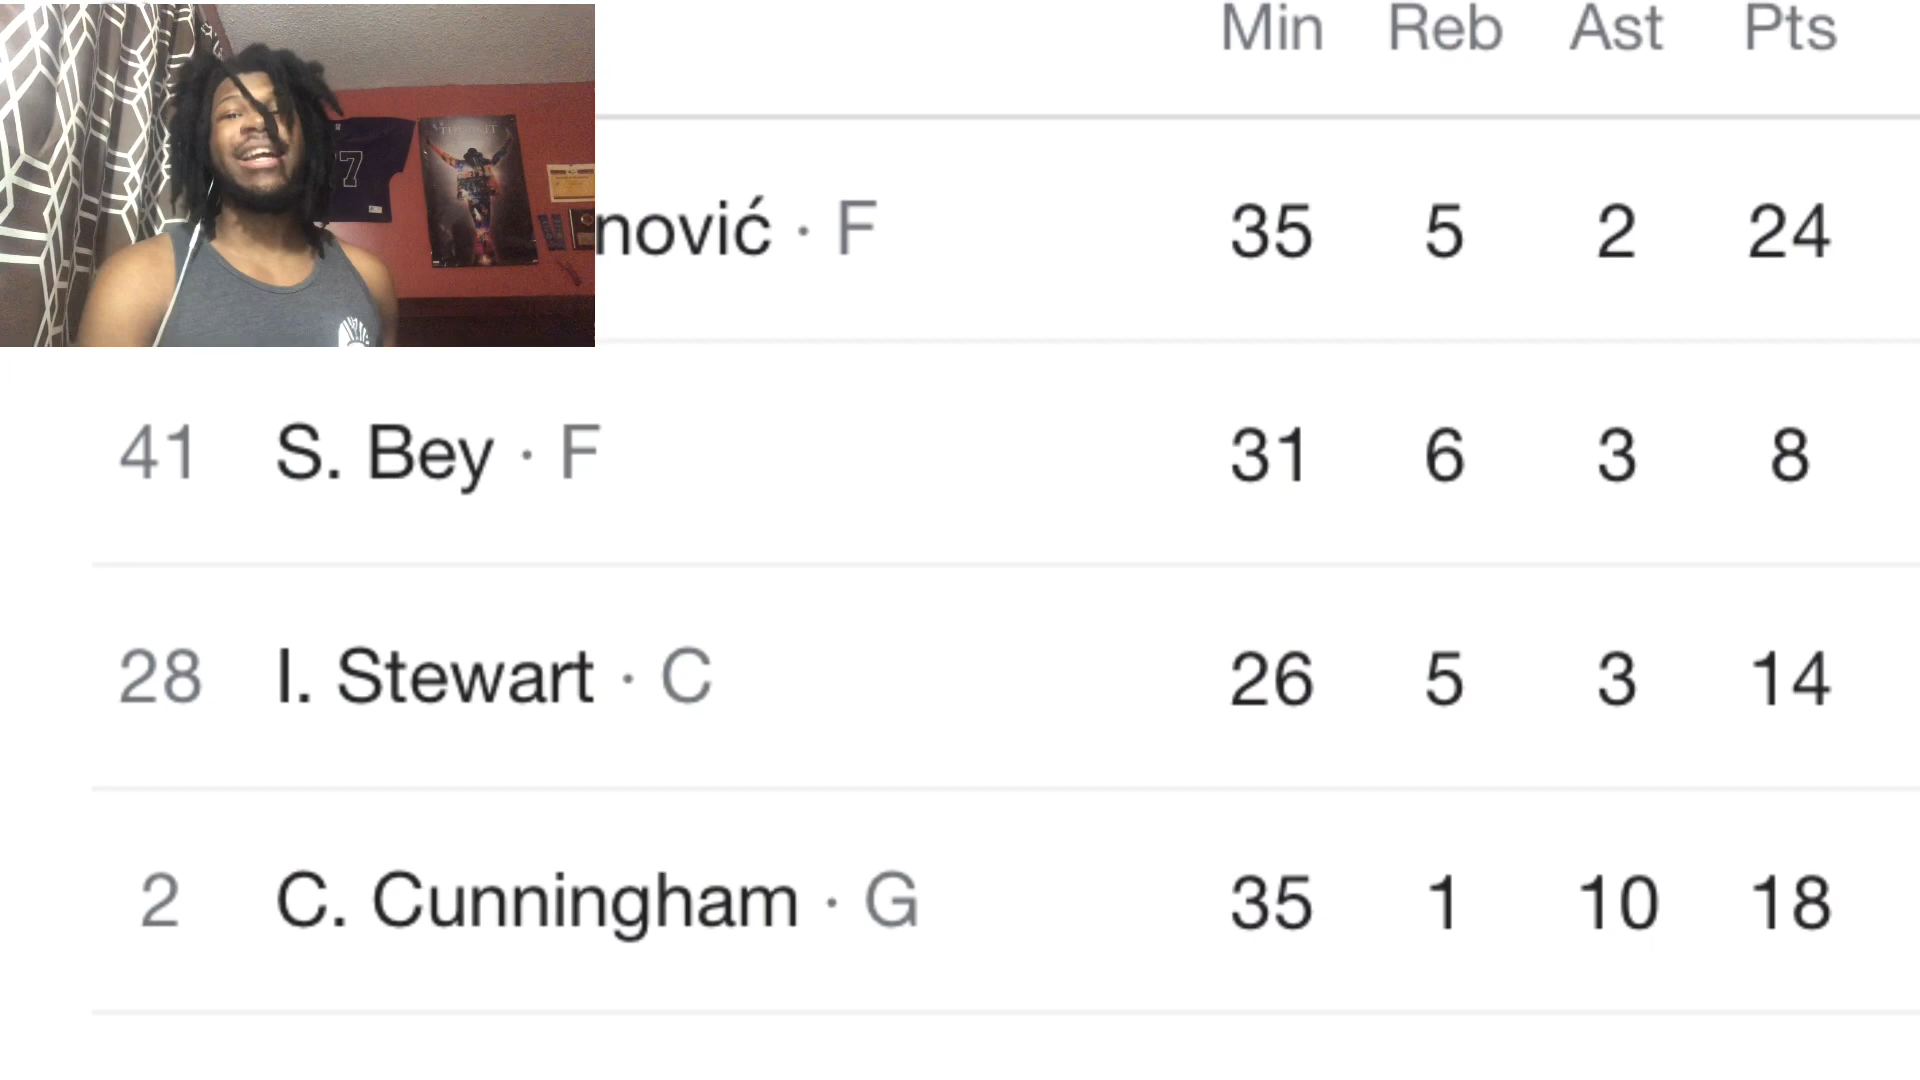 Min Reb Ast Pts
7
nović · F 35 5 2 24
41 S. Bey · F 31 6 3 8
28 I. Stewart · C 26 5 3 14
2 C. Cunningham · G 35 1 10 18